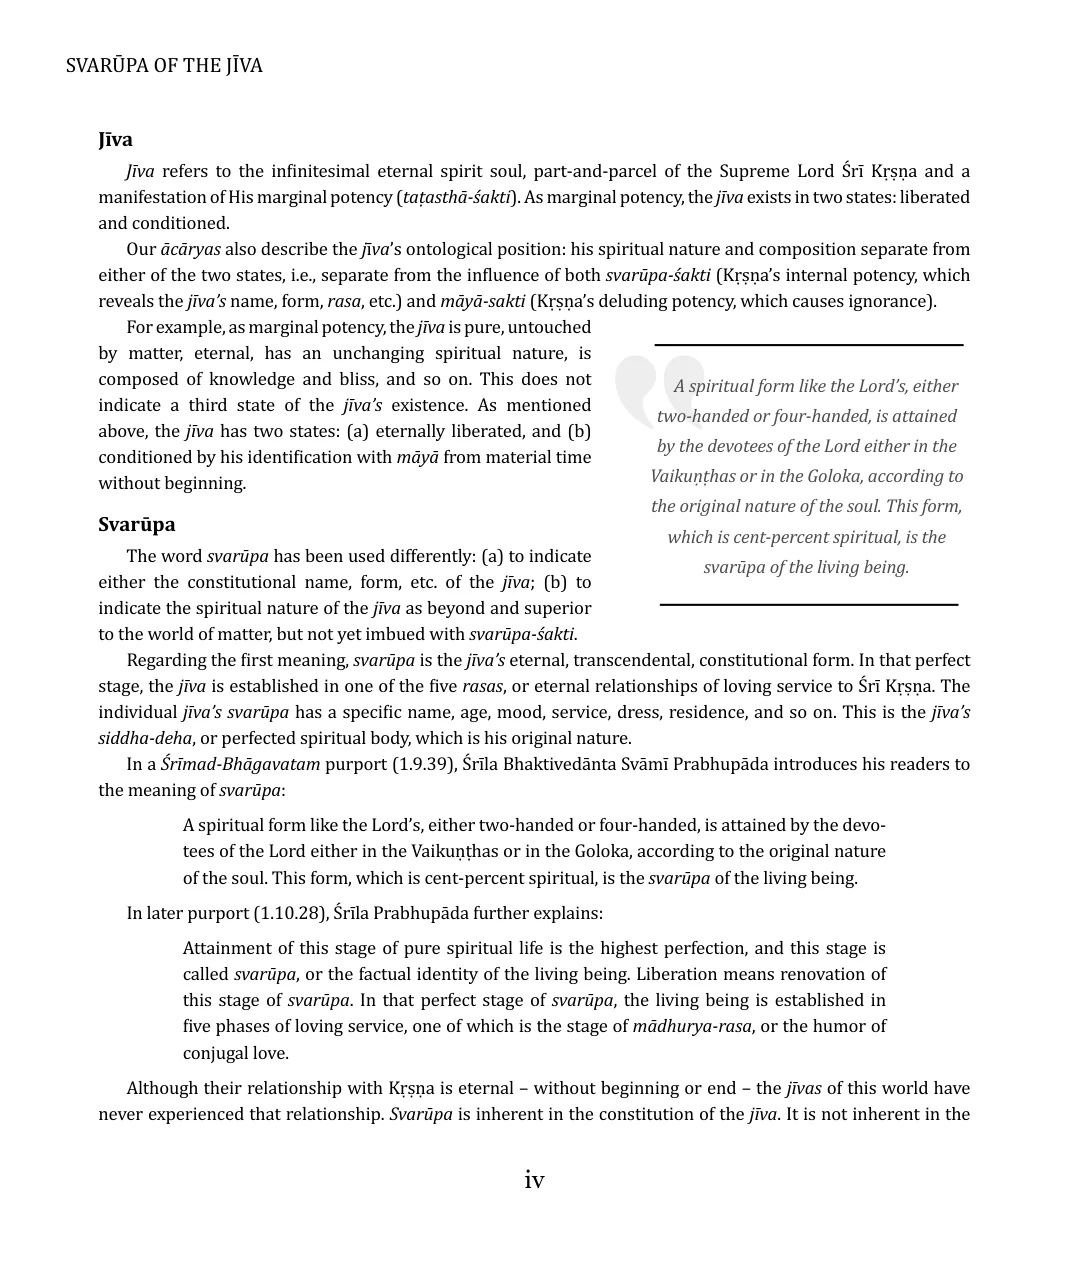 SVARŪPA OF THE JĪVA
Jīva
Jīva refers to the infinitesimal eternal spirit soul, part-and-parcel of the Supreme Lord Śrī Kṛṣṇa and a
manifestation of His marginal potency (taṭasthā-śakti). As marginal potency, the jīva exists in two states: liberated
and conditioned.
Our ācāryas also describe the jīva’s ontological position: his spiritual nature and composition separate from
either of the two states, i.e., separate from the influence of both svarūpa-śakti (Kṛṣṇa’s internal potency, which
reveals the jīva’s name, form, rasa, etc.) and māyā-sakti (Kṛṣṇa’s deluding potency, which causes ignorance).
For example, as marginal potency, the jīva is pure, untouched
by matter, eternal, has an unchanging spiritual nature, is
composed of knowledge and bliss, and so on. This does not
indicate a third state of the jīva’s existence. As mentioned
above, the jīva has two states: (a) eternally liberated, and (b)
conditioned by his identification with māyā from material time
without beginning.
A spiritual form like the Lord’s, either
two-handed or four-handed, is attained
by the devotees of the Lord either in the
Vaikuṇṭhas or in the Goloka, according to
the original nature of the soul. This form,
which is cent-percent spiritual, is the
svarūpa of the living being.
Svarūpa
The word svarūpa has been used differently: (a) to indicate
either the constitutional name, form, etc. of the jīva; (b) to
indicate the spiritual nature of the jīva as beyond and superior
to the world of matter, but not yet imbued with svarūpa-śakti.
Regarding the first meaning, svarūpa is the jīva’s eternal, transcendental, constitutional form. In that perfect
stage, the jīva is established in one of the five rasas, or eternal relationships of loving service to Śrī Kṛṣṇa. The
individual jīva’s svarūpa has a specific name, age, mood, service, dress, residence, and so on. This is the jīva’s
siddha-deha, or perfected spiritual body, which is his original nature.
In a Śrīmad-Bhāgavatam purport (1.9.39), Śrīla Bhaktivedānta Svāmī Prabhupāda introduces his readers to
the meaning of svarūpa:
A spiritual form like the Lord’s, either two-handed or four-handed, is attained by the devo-
tees of the Lord either in the Vaikuṇṭhas or in the Goloka, according to the original nature
of the soul. This form, which is cent-percent spiritual, is the svarūpa of the living being.
In later purport (1.10.28), Śrīla Prabhupāda further explains:
Attainment of this stage of pure spiritual life is the highest perfection, and this stage is
called svarūpa, or the factual identity of the living being. Liberation means renovation of
this stage of svarūpa. In that perfect stage of svarūpa, the living being is established in
five phases of loving service, one of which is the stage of mādhurya-rasa, or the humor of
conjugal love.
Although their relationship with Kṛṣṇa is eternal – without beginning or end – the jīvas of this world have
never experienced that relationship. Svarūpa is inherent in the constitution of the jīva. It is not inherent in the
iv